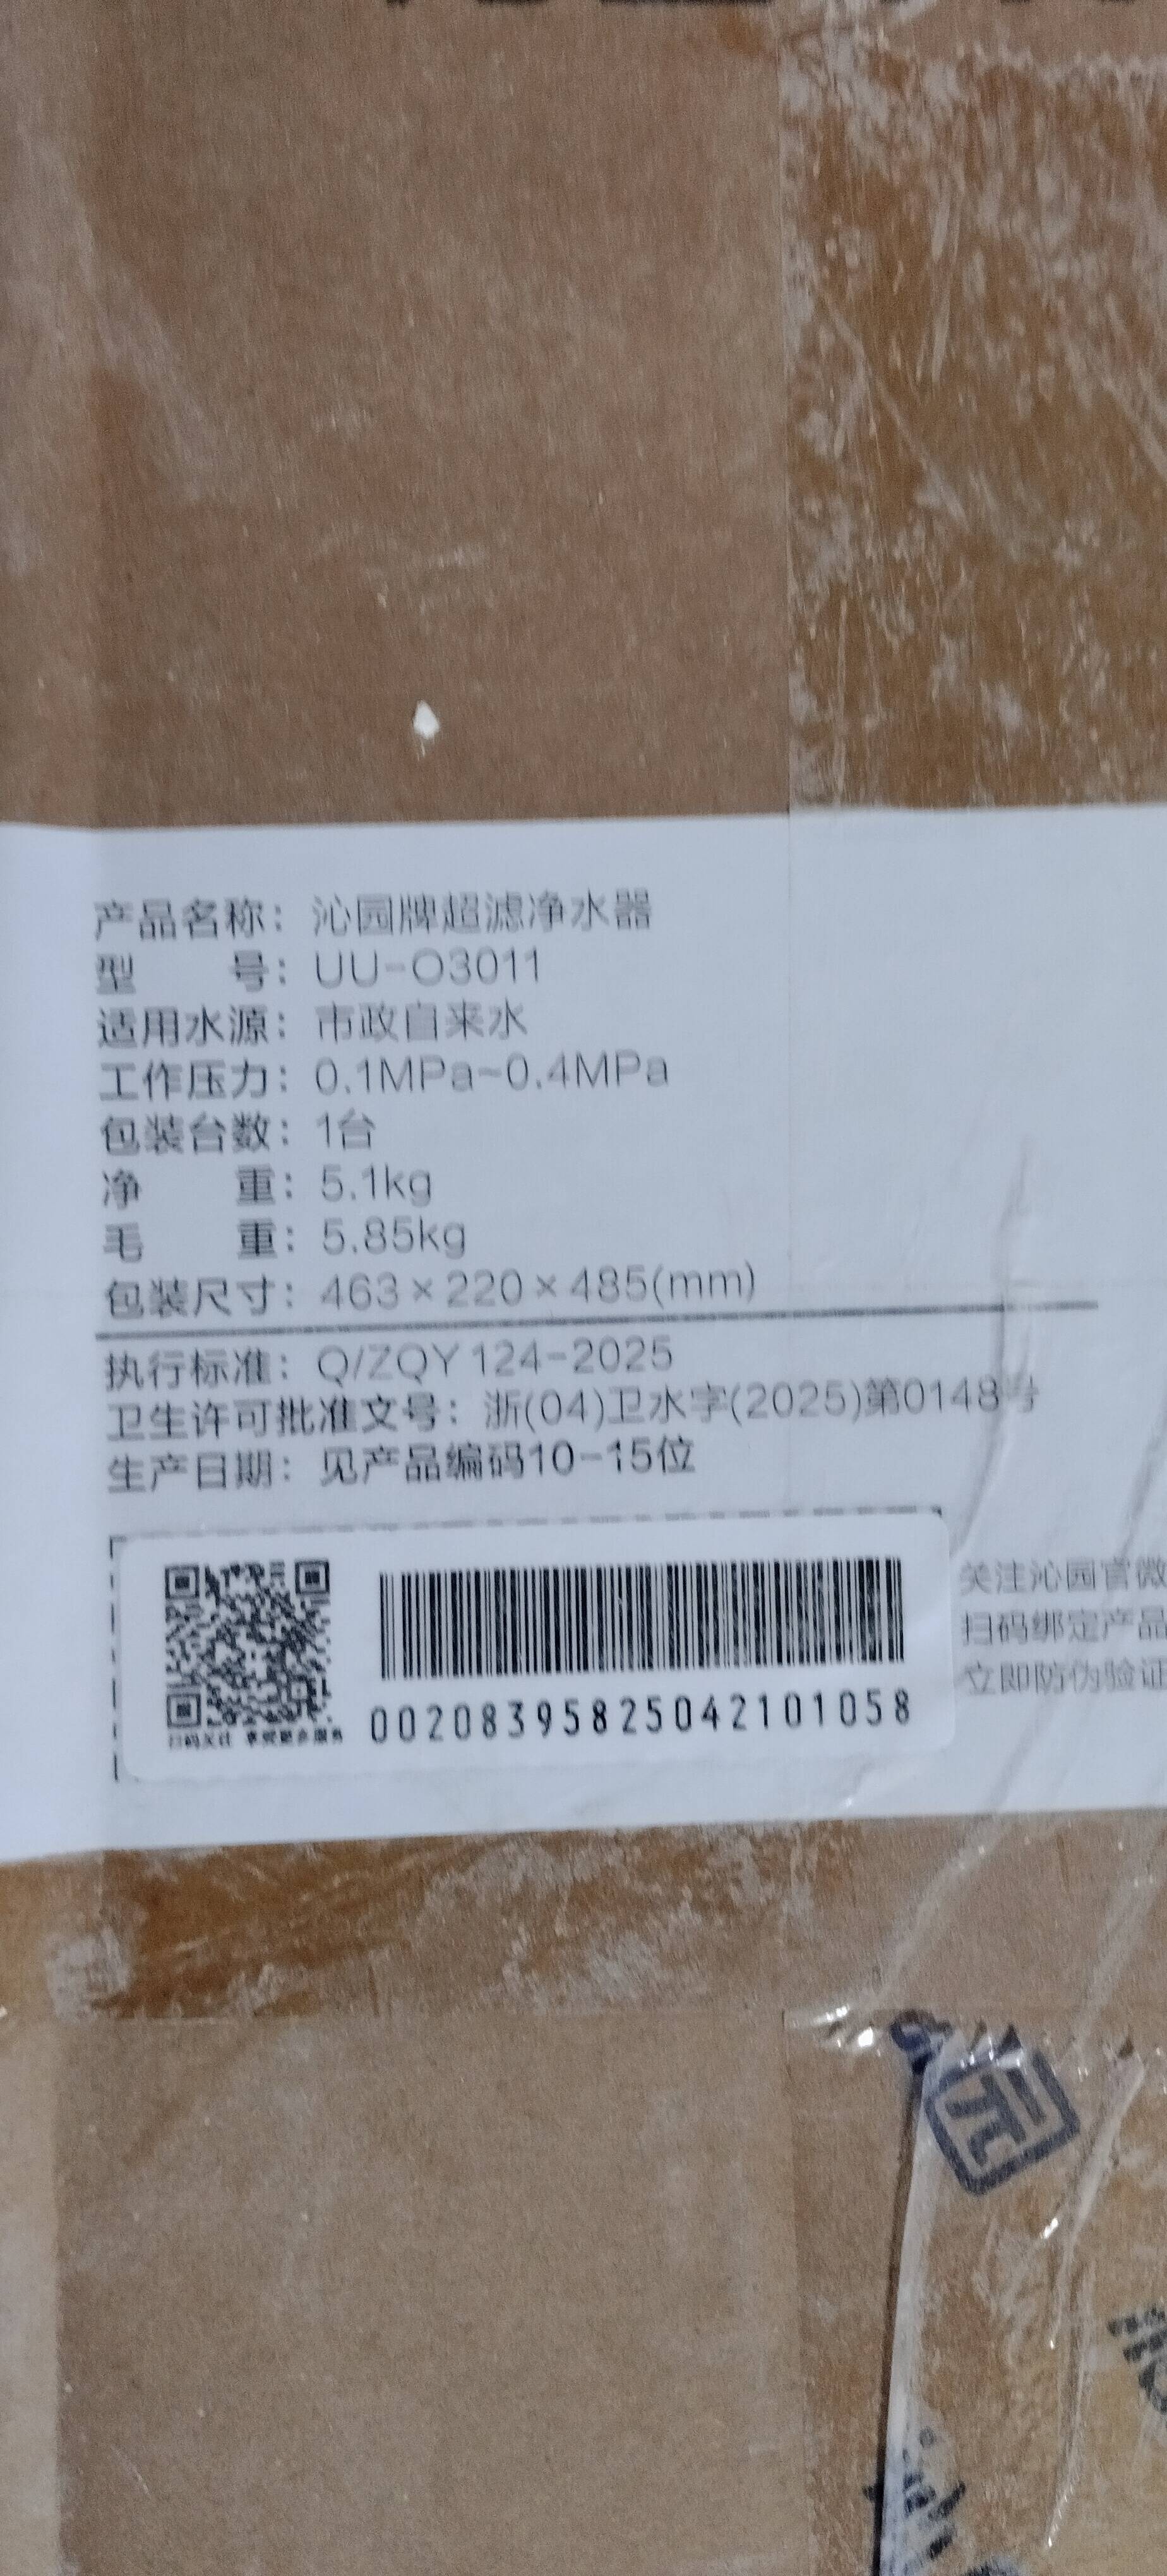 产品名称：沁园牌超滤净水器
型　　号：UU-O3011
适用水源：市政自来水
工作压力：0.1MPa~0.4MPa
包装台数：1台
净　　重：5.1kg
毛　　重：5.85kg
包装尺寸：463×220×485(mm)
执行标准：Q/ZQY 124-2025
卫生许可批准文号：浙(04)卫水字(2025)第0148号
生产日期：见产品编码10-15位
关注沁园官微
扫码绑定产品
立即防伪验证
00208395825042101058